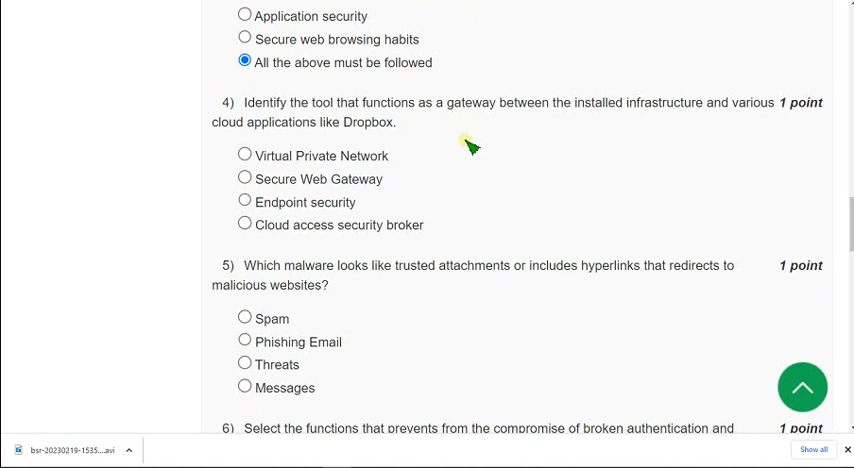 Application security
Secure web browsing habits
All the above must be followed
4) Identify the tool that functions as a gateway between the installed infrastructure and various 1 point
cloud applications like Dropbox.
Virtual Private Network
Secure Web Gateway
Endpoint security
Cloud access security broker
5) Which malware looks like trusted attachments or includes hyperlinks that redirects to 1 point
malicious websites?
Spam
Phishing Email
Threats
Messages
6) Select the functions that prevents from the compromise of broken authentication and 1 point
bsr-20230219-1535....avi
Show all